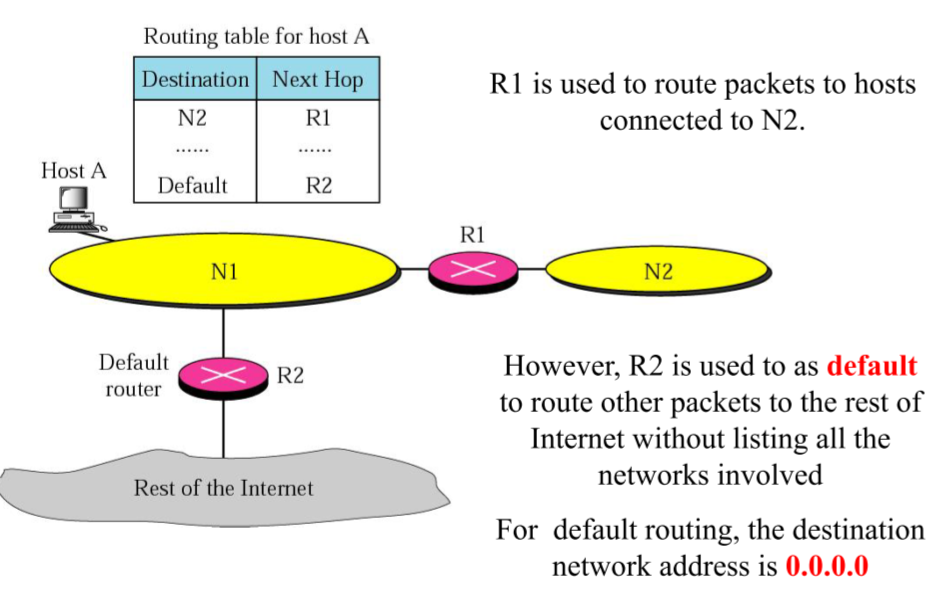 Routing table for host A
Destination Next Hop
N2 R1
...... ......
Default R2
Host A
R1 is used to route packets to hosts
connected to N2.
R1
N1
N2
Default
router
R2
Rest of the Internet
However, R2 is used to as default
to route other packets to the rest of
Internet without listing all the
networks involved
For default routing, the destination
network address is 0.0.0.0